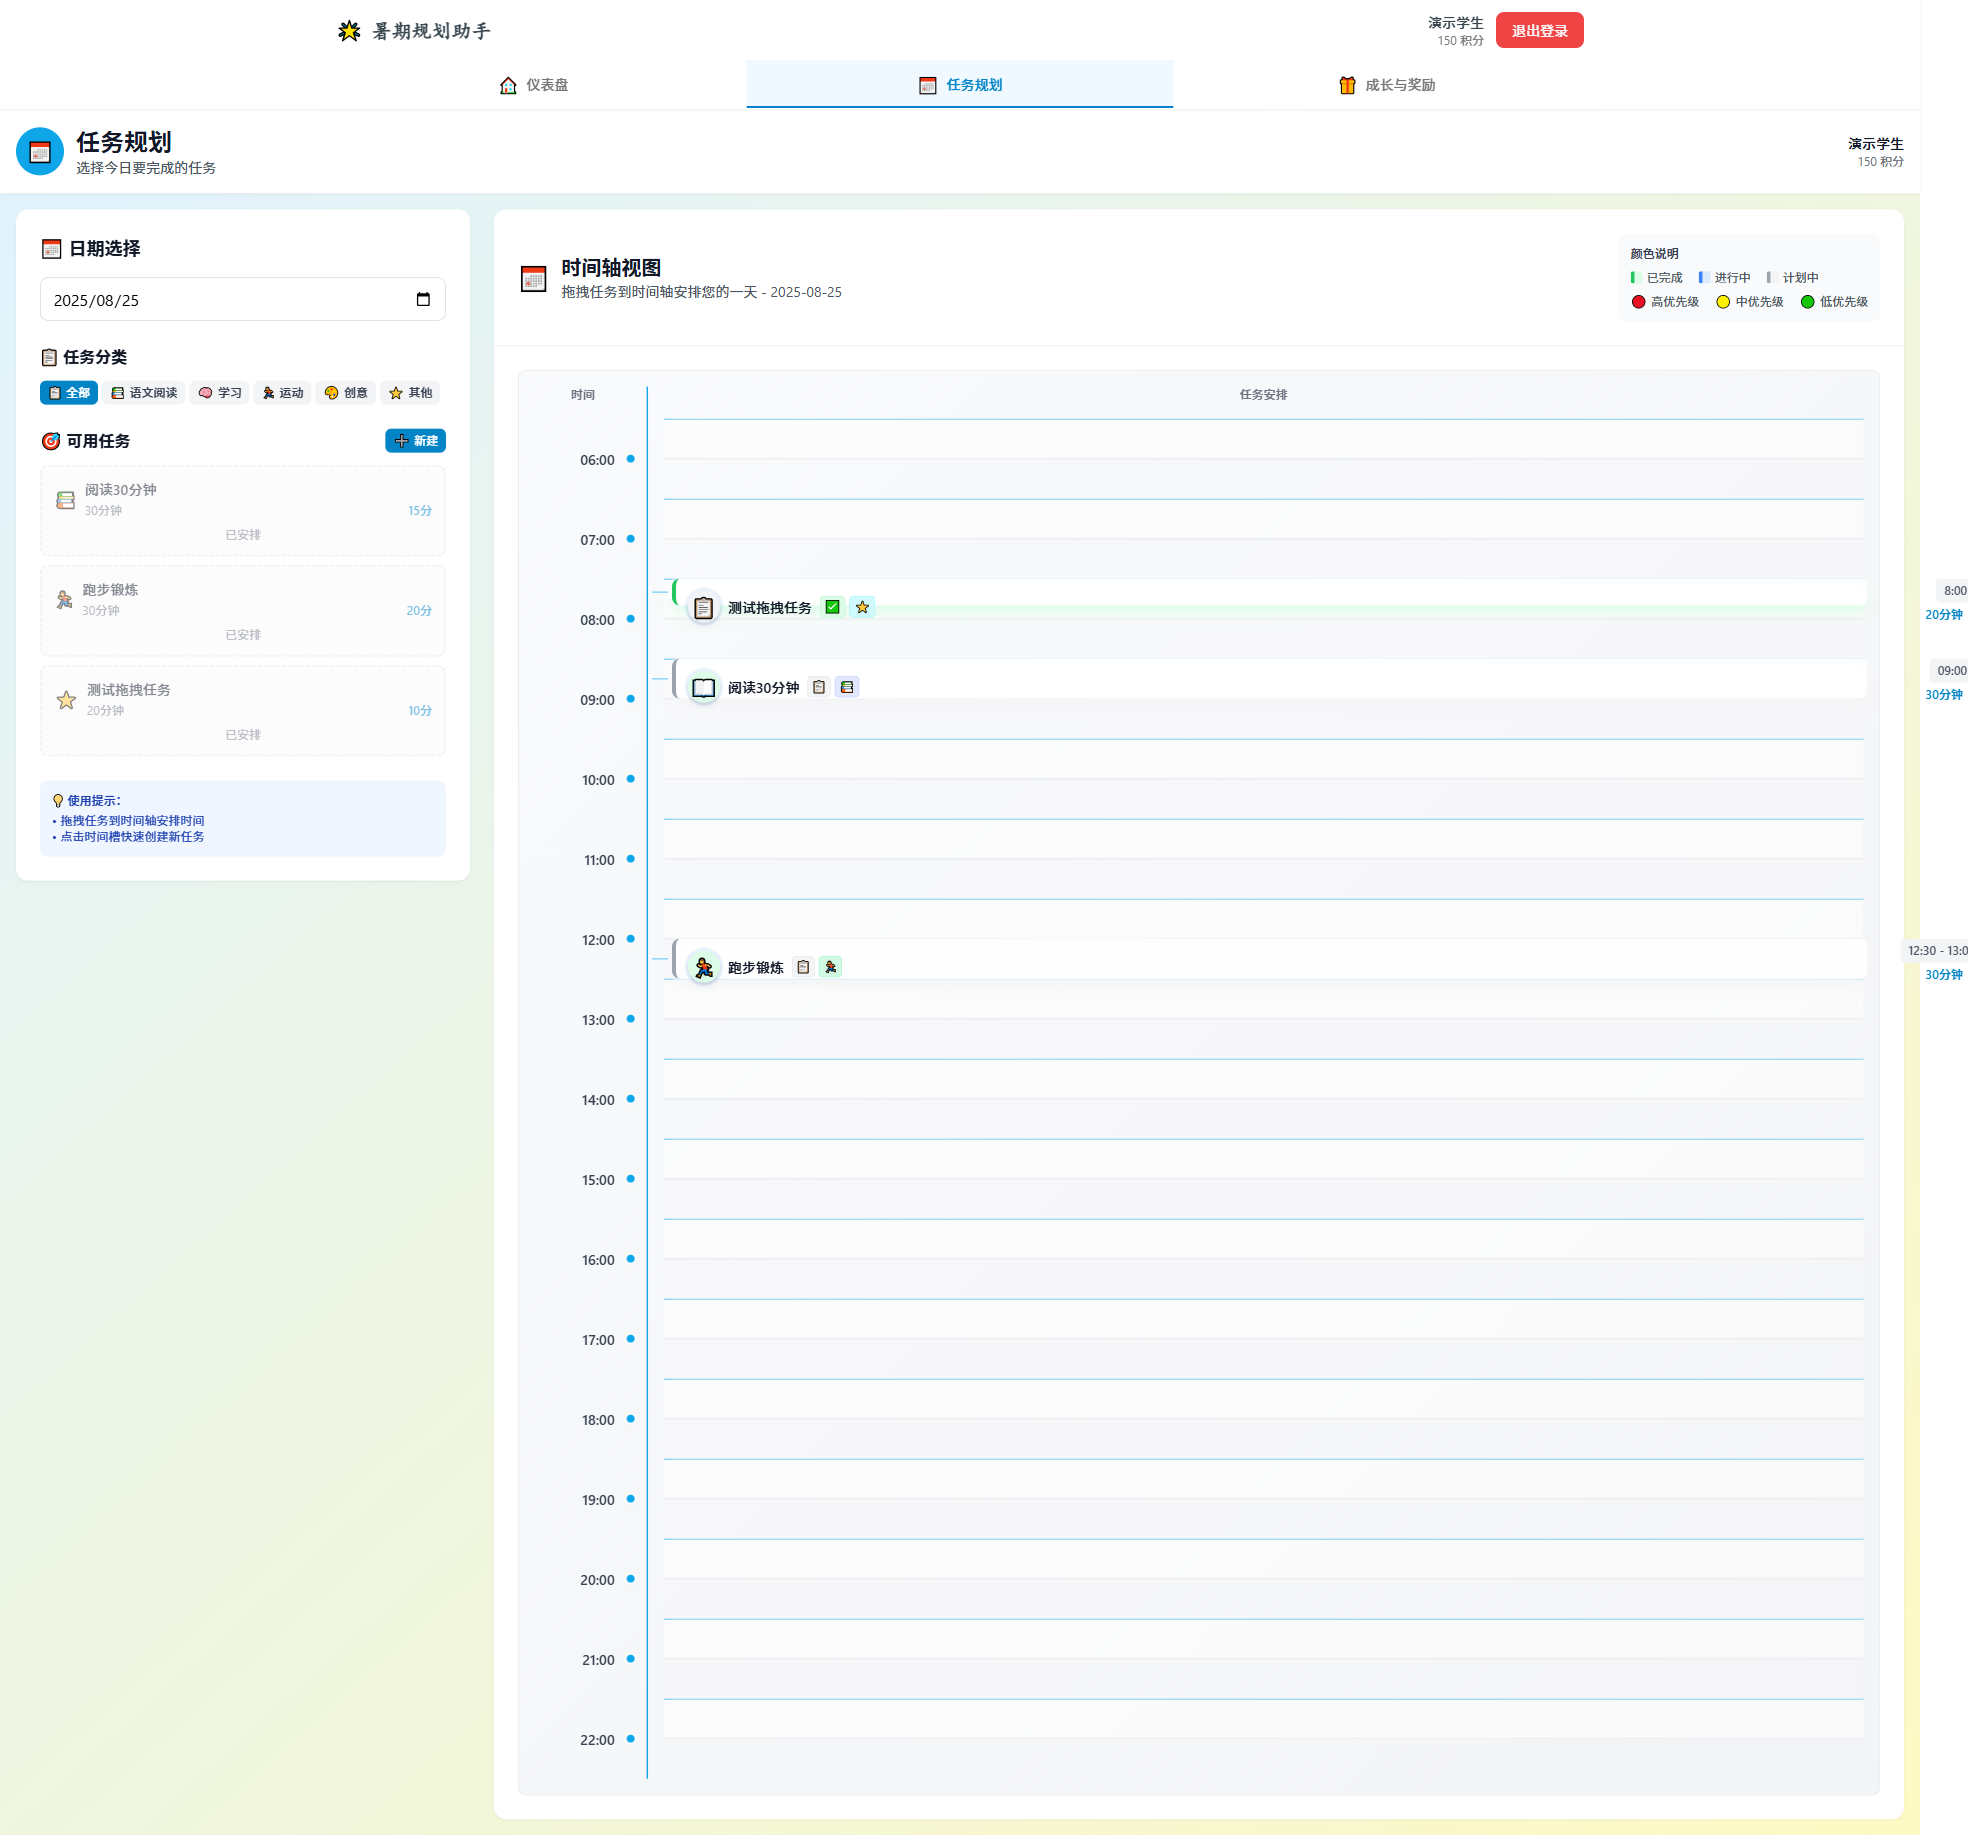 暑期规划助手
演示学生
150 积分
退出登录
仪表盘
任务规划
成长与奖励
任务规划
选择今日要完成的任务
演示学生
150 积分
日期选择
2025/08/25
任务分类
全部
语文阅读
学习
运动
创意
其他
可用任务
新建
阅读30分钟
30分钟
15分
已安排
跑步锻炼
30分钟
20分
已安排
测试拖拽任务
20分钟
10分
已安排
使用提示：
• 拖拽任务到时间轴安排时间
• 点击时间槽快速创建新任务
时间轴视图
拖拽任务到时间轴安排您的一天 - 2025-08-25
颜色说明
已完成
进行中
计划中
高优先级
中优先级
低优先级
时间
任务安排
06:00
07:00
测试拖拽任务
8:00
20分钟
08:00
阅读30分钟
09:00
30分钟
09:00
10:00
11:00
12:00
跑步锻炼
12:30 - 13:0
30分钟
13:00
14:00
15:00
16:00
17:00
18:00
19:00
20:00
21:00
22:00